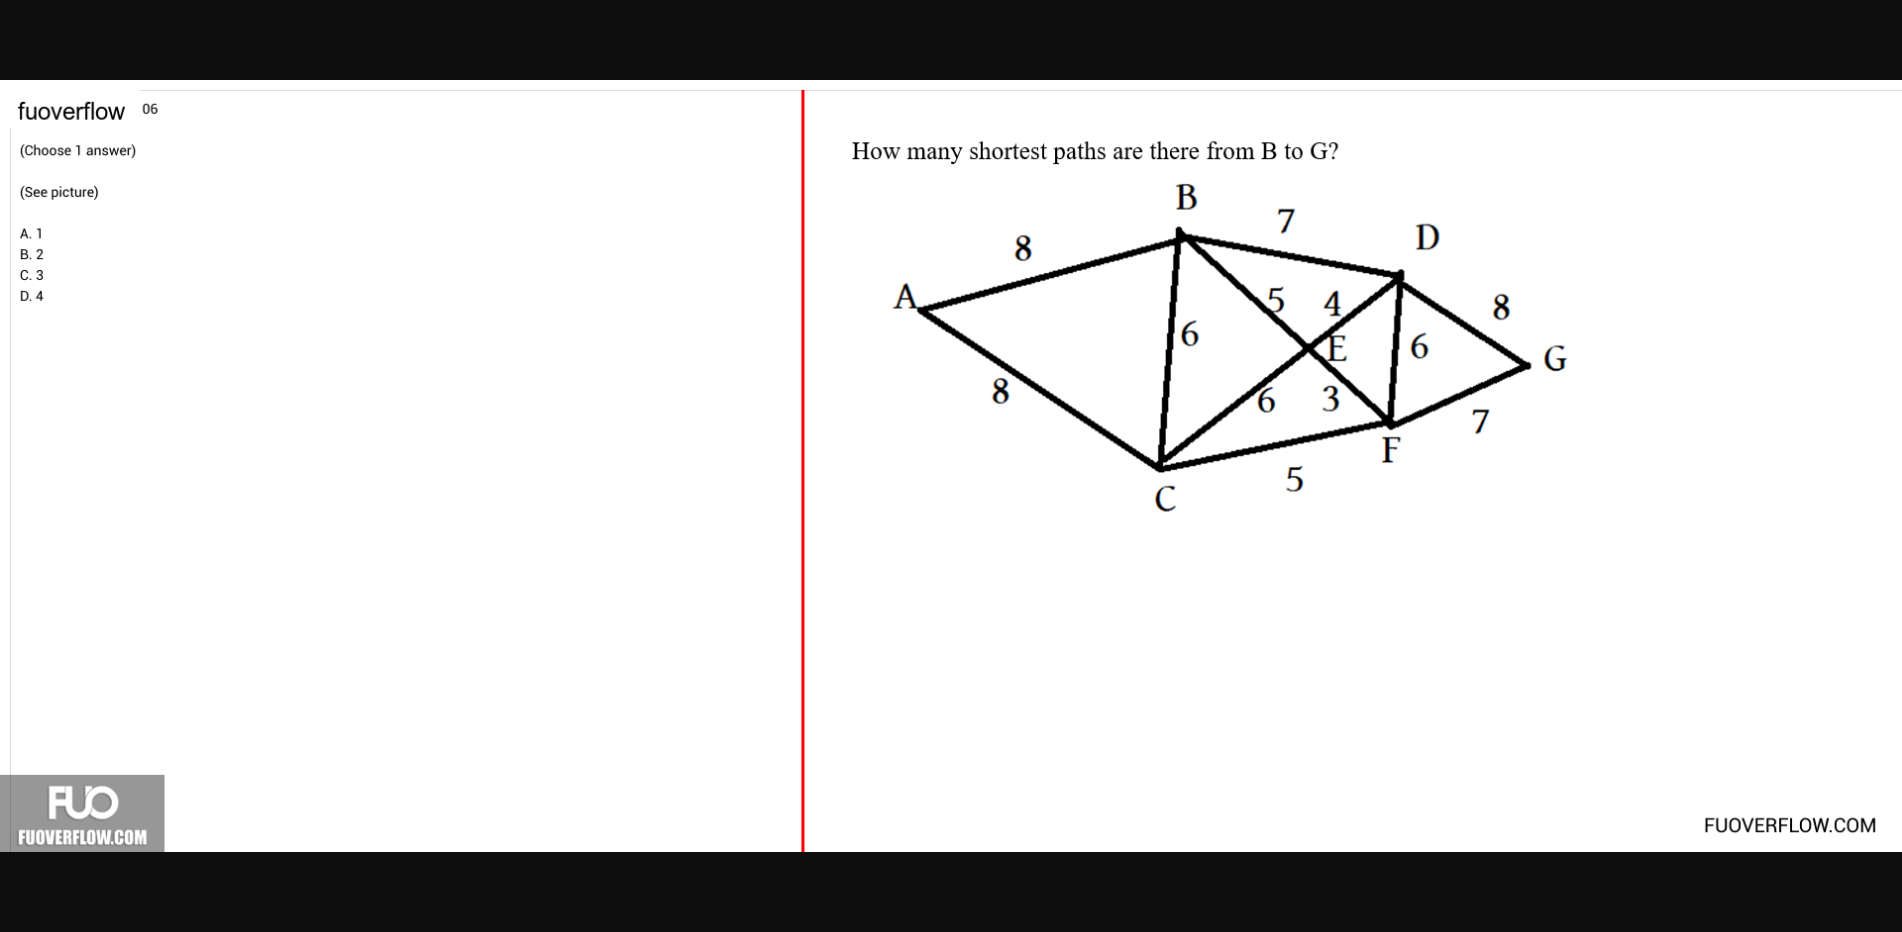 fuoverflow 06
(Choose 1 answer)
(See picture)
A. 1
B. 2
C. 3
D. 4
FUO
FUOVERFLOW.COM
How many shortest paths are there from B to G?
B
7
D
8
A
5
4
8
6
E
6
G
8
6
3
7
F
5
C
FUOVERFLOW.COM